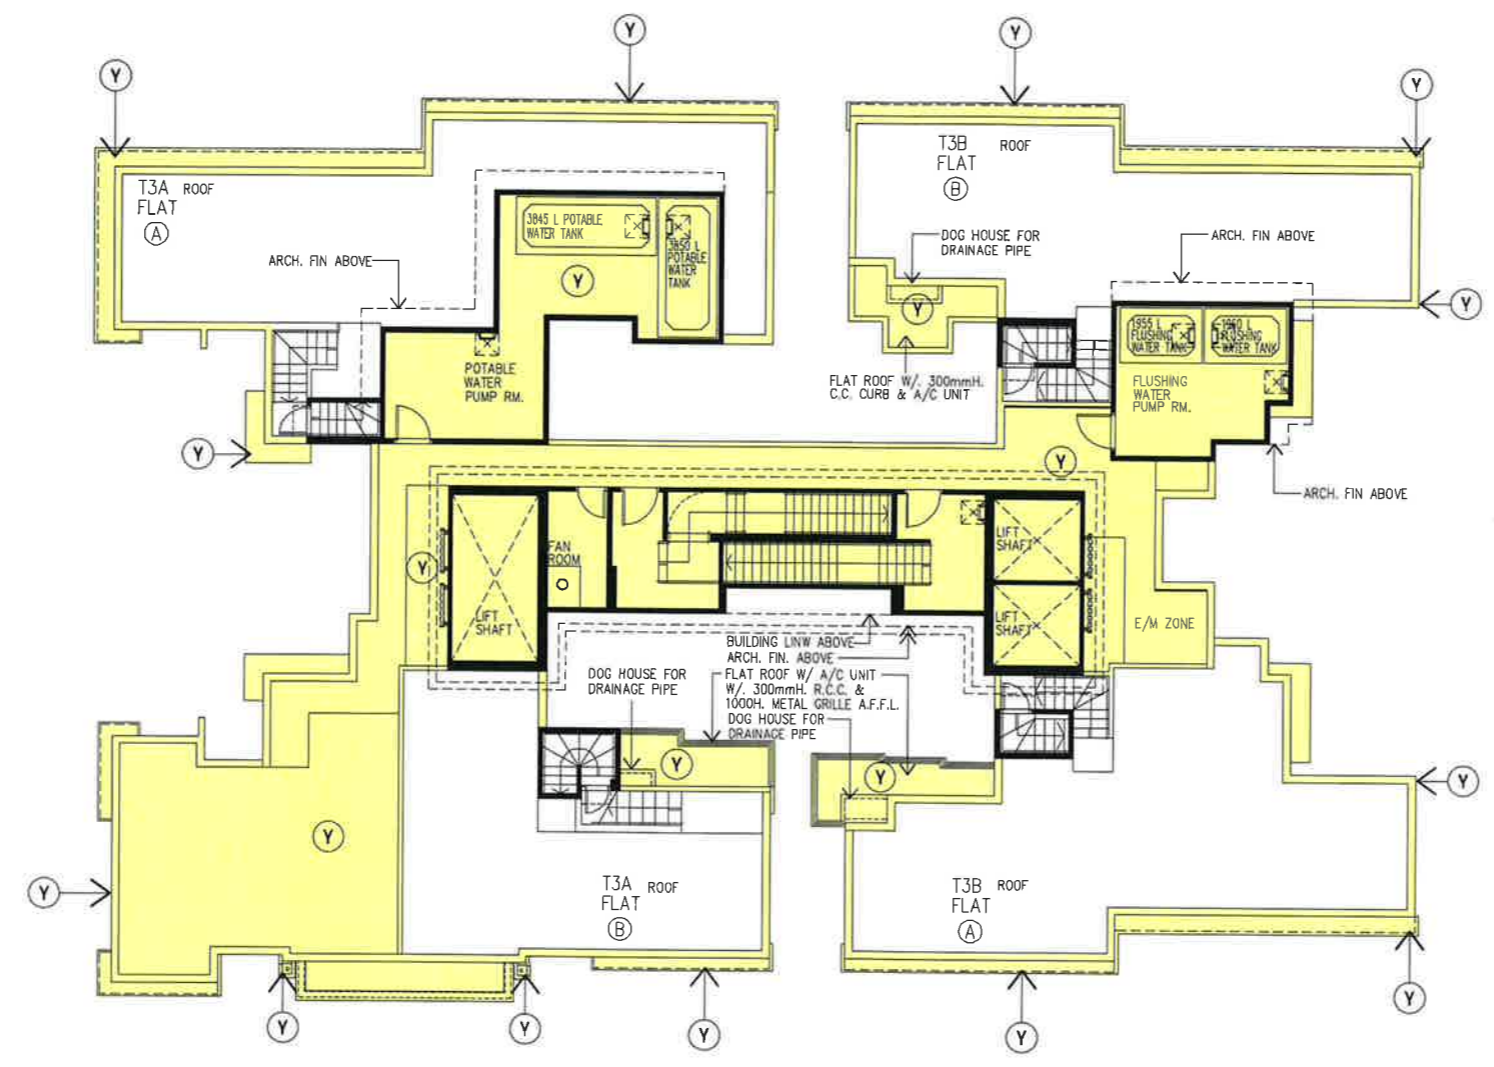 Y
Y
Y
Y
T3A ROOF
FLAT
A
T3B ROOF
FLAT
B
3845 L POTABLE
WATER TANK
3850 L
POTABLE
WATER
TANK
DOG HOUSE FOR
DRAINAGE PIPE
ARCH. FIN ABOVE
ARCH. FIN ABOVE
Y
Y
Y
1955 L
FLUSHING
WATER TANK
1960 L
FLUSHING
WATER TANK
POTABLE
WATER
PUMP RM.
FLAT ROOF W/. 300mmH.
C.C. CURB & A/C UNIT
FLUSHING
WATER
PUMP RM.
Y
Y
ARCH. FIN ABOVE
Y
FAN
ROOM
LIFT
SHAFT
LIFT
SHAFT
LIFT
SHAFT
E/M ZONE
BUILDING LINW ABOVE
ARCH. FIN. ABOVE
FLAT ROOF W/ A/C UNIT
W/. 300mmH. R.C.C. &
1000H. METAL GRILLE A.F.F.L.
DOG HOUSE FOR
DRAINAGE PIPE
DOG HOUSE FOR
DRAINAGE PIPE
Y
Y
Y
Y
Y
T3A ROOF
FLAT
B
T3B ROOF
FLAT
A
Y
Y
Y
Y
Y